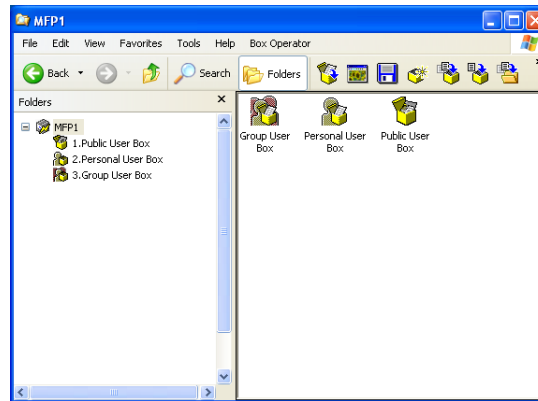 MFP1
File Edit View Favorites Tools Help Box Operator
Back Search Folders
Folders
MFP1
1.Public User Box
2.Personal User Box
3.Group User Box
Group User Box
Personal User Box
Public User Box